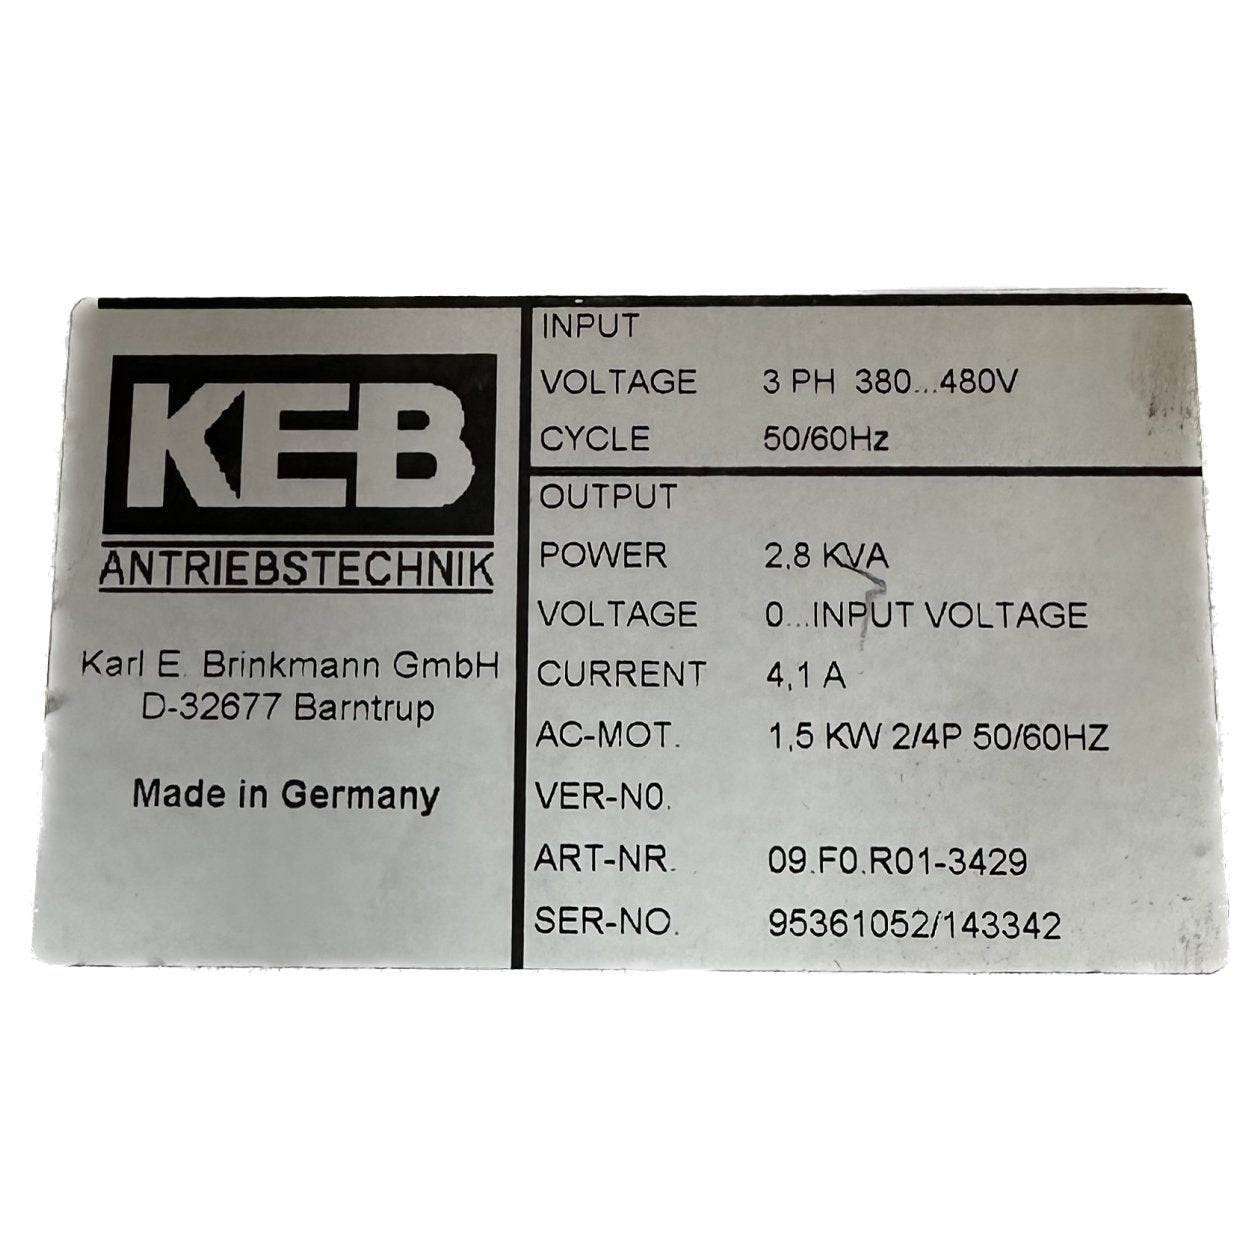 KEB
ANTRIEBSTECHNIK
Karl E. Brinkmann GmbH
D-32677 Barntrup
Made in Germany
INPUT
VOLTAGE 3 PH 380...480V
CYCLE 50/60Hz
OUTPUT
POWER 2,8 KVA
VOLTAGE 0...INPUT VOLTAGE
CURRENT 4,1 A
AC-MOT. 1,5 KW 2/4P 50/60HZ
VER-N0.
ART-NR. 09.F0.R01-3429
SER-NO. 95361052/143342